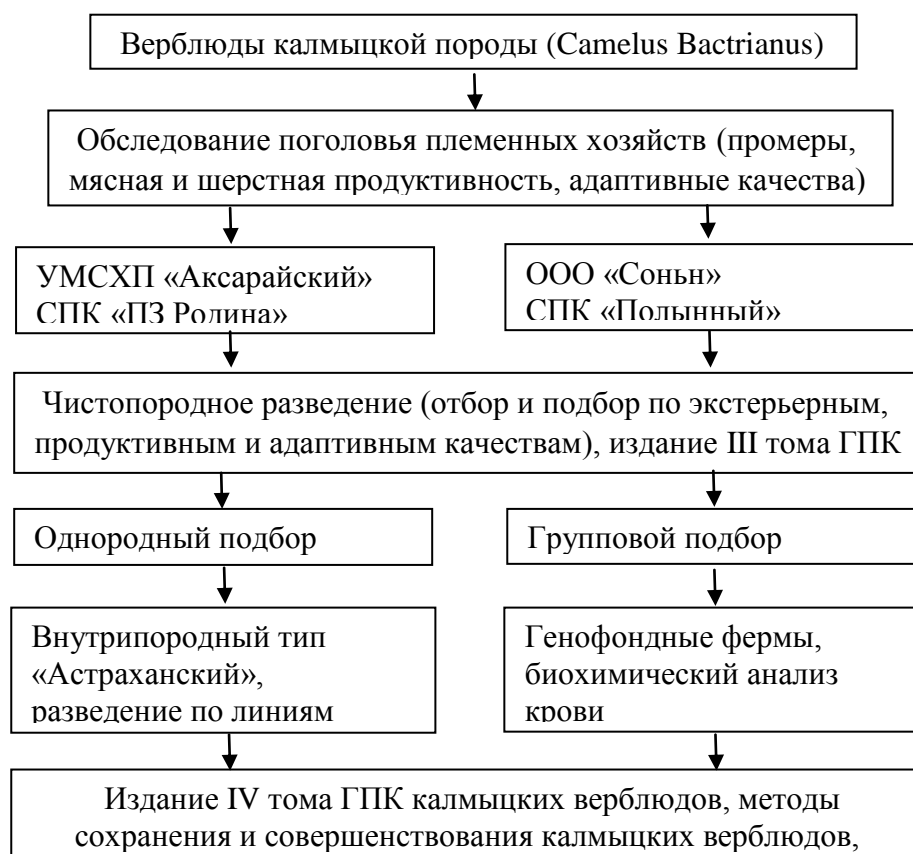 Верблюды калмыцкой породы (Camelus Bactrianus)
Обследование поголовья племенных хозяйств (промеры,
мясная и шерстная продуктивность, адаптивные качества)
УМСХП «Аксарайский»
СПК «ПЗ Родина»
ООО «Соньн»
СПК «Полынный»
Чистопородное разведение (отбор и подбор по экстерьерным,
продуктивным и адаптивным качествам), издание III тома ГПК
Однородный подбор
Групповой подбор
Внутрипородный тип
«Астраханский»,
разведение по линиям
Генофондные фермы,
биохимический анализ
крови
Издание IV тома ГПК калмыцких верблюдов, методы
сохранения и совершенствования калмыцких верблюдов,